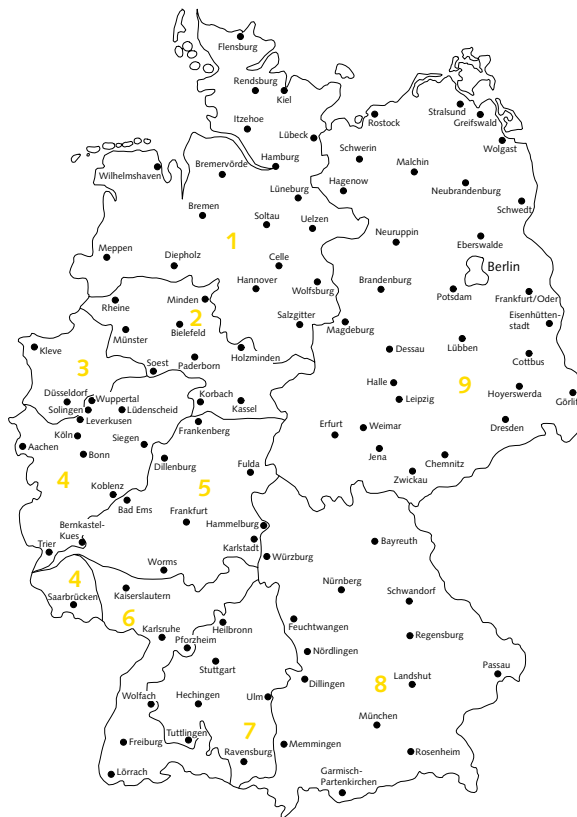 Flensburg
Rendsburg
Kiel
Stralsund
Rostock
Greifswald
Itzehoe
Lübeck
Wolgast
Schwerin
Hamburg
Malchin
Bremervörde
Wilhelmshaven
Hagenow
Neubrandenburg
Lüneburg
Schwedt
Bremen
Soltau
Uelzen
Neuruppin
1
Eberswalde
Meppen
Diepholz
Celle
Berlin
Hannover
Wolfsburg
Brandenburg
Potsdam
Frankfurt/Oder
Minden
Rheine
2
Eisenhütten-
stadt
Salzgitter
Münster
Bielefeld
Magdeburg
Kleve
Lübben
Dessau
Cottbus
Soest
Paderborn
Holzminden
3
9
Halle
Hoyerswerda
Düsseldorf
Wuppertal
Korbach
Leipzig
Görlitz
Solingen
Lüdenscheid
Kassel
Leverkusen
Dresden
Frankenberg
Weimar
Köln
Siegen
Erfurt
Aachen
Bonn
Jena
Chemnitz
Dillenburg
Fulda
Zwickau
4
5
Koblenz
Bad Ems
Frankfurt
Hammelburg
Bernkastel-
Kues
Karlstadt
Bayreuth
Trier
Würzburg
Worms
4
Kaiserslautern
Nürnberg
Saarbrücken
Schwandorf
6
Heilbronn
Feuchtwangen
Karlsruhe
Pforzheim
Regensburg
Nördlingen
Stuttgart
Passau
Dillingen
8
Landshut
Wolfach
Hechingen
Ulm
München
7
Tuttlingen
Freiburg
Memmingen
Ravensburg
Rosenheim
Lörrach
Garmisch-
Partenkirchen